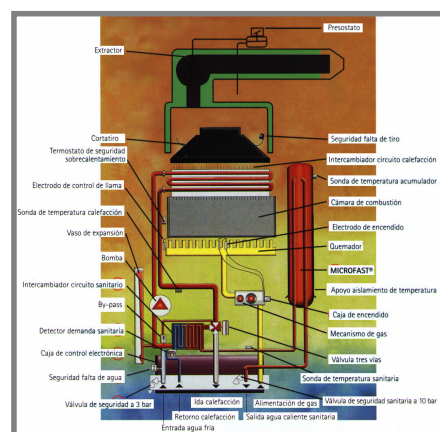 Presostato
Extractor
Cortatiro
Termostato de seguridad
sobrecalentamiento
Electrodo de control de llama
Sonda de temperatura calefacción
Vaso de expansión
Bomba
Intercambiador circuito sanitario
By-pass
Detector demanda sanitaria
Caja de control electrónica
Seguridad falta de agua
Válvula de seguridad a 3 bar
Seguridad falta de tiro
Intercambiador circuito calefacción
Sonda de temperatura acumulador
Cámara de combustión
Electrodo de encendido
Quemador
MICROFAST®
Apoyo aislamiento de temperatura
Caja de encendido
Mecanismo de gas
Válvula tres vías
Sonda de temperatura sanitaria
Válvula de seguridad sanitaria a 10 bar
Ida calefacción
Alimentación de gas
Retorno calefacción
Salida agua caliente sanitaria
Entrada agua fría